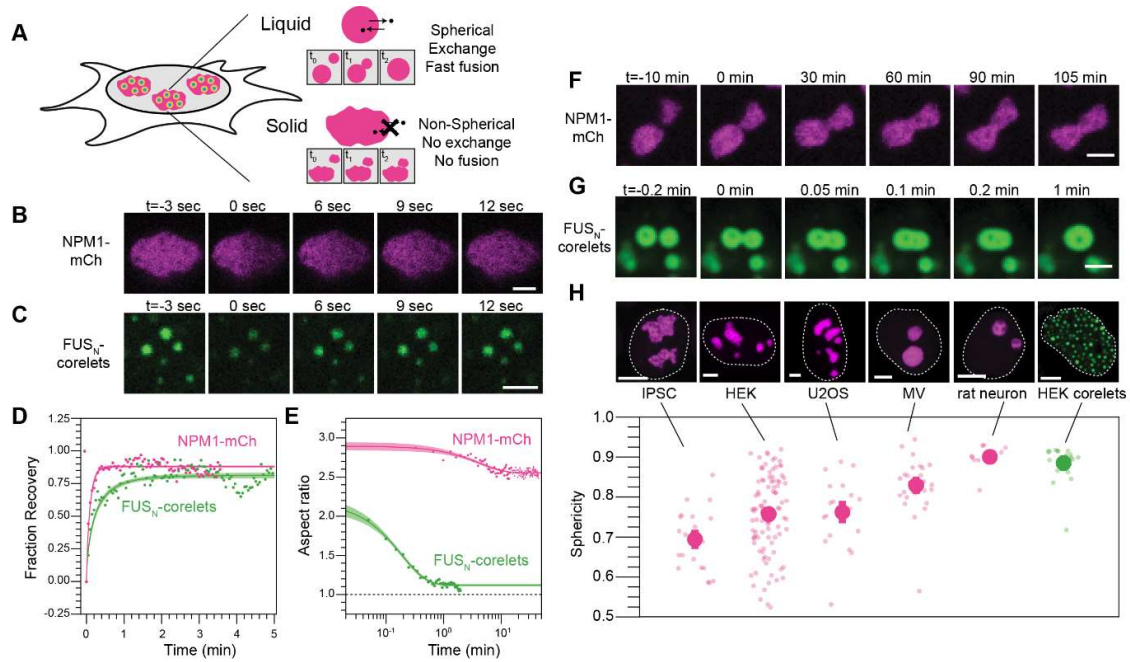 A
Liquid
Spherical
Exchange
Fast fusion
t0 t1 t2
Solid
Non-Spherical
No exchange
No fusion
t0 t1 t2
B
t=-3 sec 0 sec 6 sec 9 sec 12 sec
NPM1-
mCh
C
t=-3 sec 0 sec 6 sec 9 sec 12 sec
FUSN-
corelets
D
Fraction Recovery
1.25
1.00
0.75
0.50
0.25
0.00
-0.25
NPM1-mCh
FUSN-corelets
0 1 2 3 4 5
Time (min)
E
Aspect ratio
3.0
2.5
2.0
1.5
1.0
NPM1-mCh
FUSN-corelets
10-1 100 101
Time (min)
F
t=-10 min 0 min 30 min 60 min 90 min 105 min
NPM1-
mCh
G
t=-0.2 min 0 min 0.05 min 0.1 min 0.2 min 1 min
FUSN-
corelets
H
IPSC HEK U2OS MV rat neuron HEK corelets
Sphericity
1.0
0.9
0.8
0.7
0.6
0.5